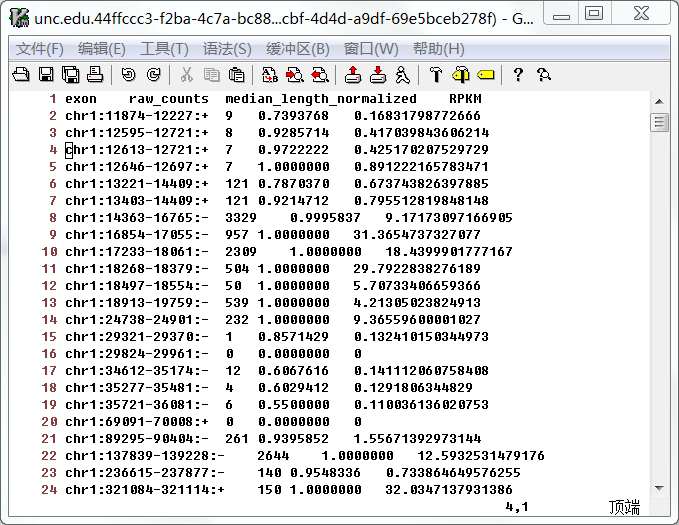 unc.edu.44ffccc3-f2ba-4c7a-bc88...cbf-4d4d-a9df-69e5bceb278f) - G...
文件(F) 编辑(E) 工具(T) 语法(S) 缓冲区(B) 窗口(W) 帮助(H)
1 exon raw_counts median_length_normalized RPKM
2 chr1:11874-12227:+ 9 0.7393768 0.16831798772666
3 chr1:12595-12721:+ 8 0.9285714 0.417039843606214
4 chr1:12613-12721:+ 7 0.9722222 0.425170207529729
5 chr1:12646-12697:+ 7 1.0000000 0.891222165783471
6 chr1:13221-14409:+ 121 0.7870370 0.673743826397885
7 chr1:13403-14409:+ 121 0.9214712 0.795512819848148
8 chr1:14363-16765:- 3329 0.9995837 9.17173097166905
9 chr1:16854-17055:- 957 1.0000000 31.3654737327077
10 chr1:17233-18061:- 2309 1.0000000 18.4399901777167
11 chr1:18268-18379:- 504 1.0000000 29.7922838276189
12 chr1:18497-18554:- 50 1.0000000 5.70733406659366
13 chr1:18913-19759:- 539 1.0000000 4.21305023824913
14 chr1:24738-24901:- 232 1.0000000 9.36559600001027
15 chr1:29321-29370:- 1 0.8571429 0.132410150344973
16 chr1:29824-29961:- 0 0.0000000 0
17 chr1:34612-35174:- 12 0.6067616 0.141112060758408
18 chr1:35277-35481:- 4 0.6029412 0.1291806344829
19 chr1:35721-36081:- 6 0.5500000 0.110036136020753
20 chr1:69091-70008:+ 0 0.0000000 0
21 chr1:89295-90404:- 261 0.9395852 1.55671392973144
22 chr1:137839-139228:- 2644 1.0000000 12.5932531479176
23 chr1:236615-237877:- 140 0.9548336 0.733864649576255
24 chr1:321084-321114:+ 150 1.0000000 32.0347137931386
4,1 顶端